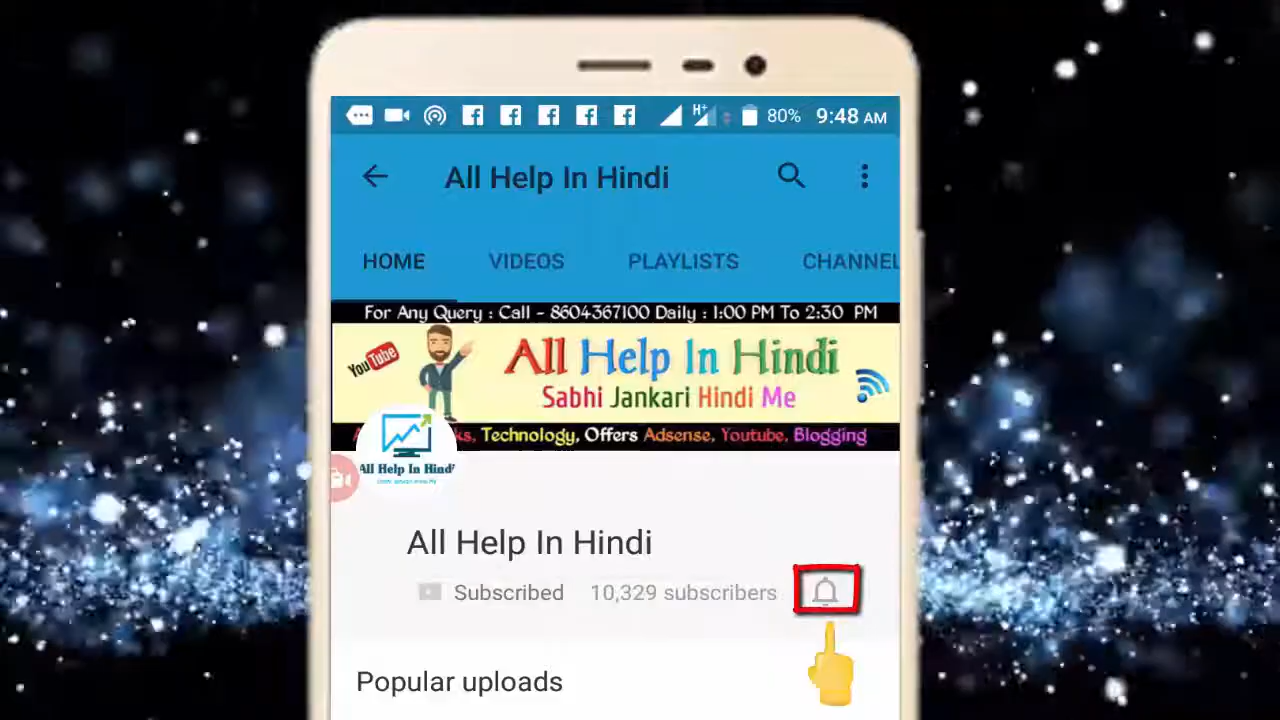 H+ 80% 9:48 AM
All Help In Hindi
HOME VIDEOS PLAYLISTS CHANNEL
For Any Query : Call - 8604367100 Daily : 1:00 PM To 2:30 PM
YouTube
All Help In Hindi
Sabhi Jankari Hindi Me
ks, Technology, Offers Adsense, Youtube, Blogging
All Help In Hindi
All Help In Hindi
Subscribed 10,329 subscribers
Popular uploads